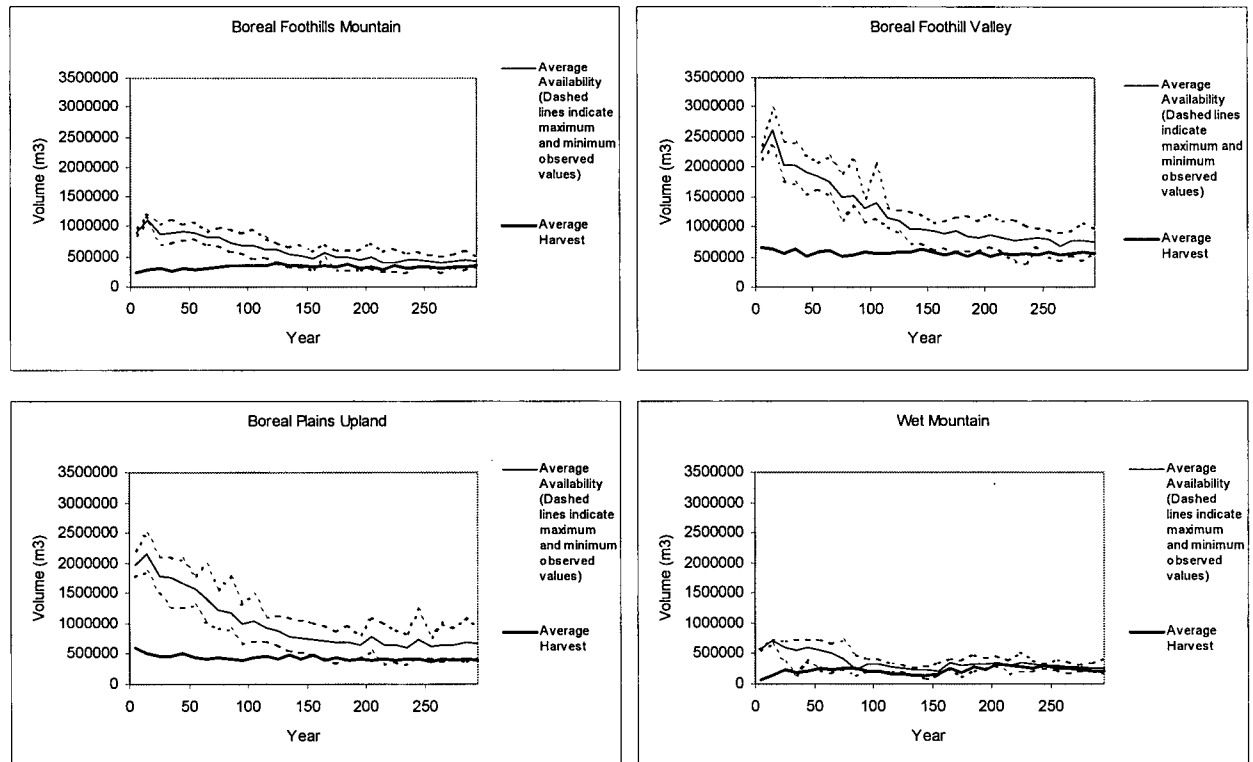 Boreal Foothills Mountain
3500000
3000000
2500000
2000000
1500000
1000000
500000
0
Volume (m3)
0 50 100 150 200 250
Year
Average
Availability
(Dashed
lines indicate
maximum
and minimum
observed
values)
Average
Harvest
Boreal Foothill Valley
3500000
3000000
2500000
2000000
1500000
1000000
500000
0
Volume (m3)
0 50 100 150 200 250
Year
Average
Availability
(Dashed lines
indicate
maximum and
minimum
observed
values)
Average
Harvest
Boreal Plains Upland
3500000
3000000
2500000
2000000
1500000
1000000
500000
0
Volume (m3)
0 50 100 150 200 250
Year
Average
Availability
(Dashed
lines indicate
maximum
and minimum
observed
values)
Average
Harvest
Wet Mountain
3500000
3000000
2500000
2000000
1500000
1000000
500000
0
Volume (m3)
0 50 100 150 200 250
Year
Average
Availability
(Dashed
lines indicate
maximum
and minimum
observed
values)
Average
Harvest